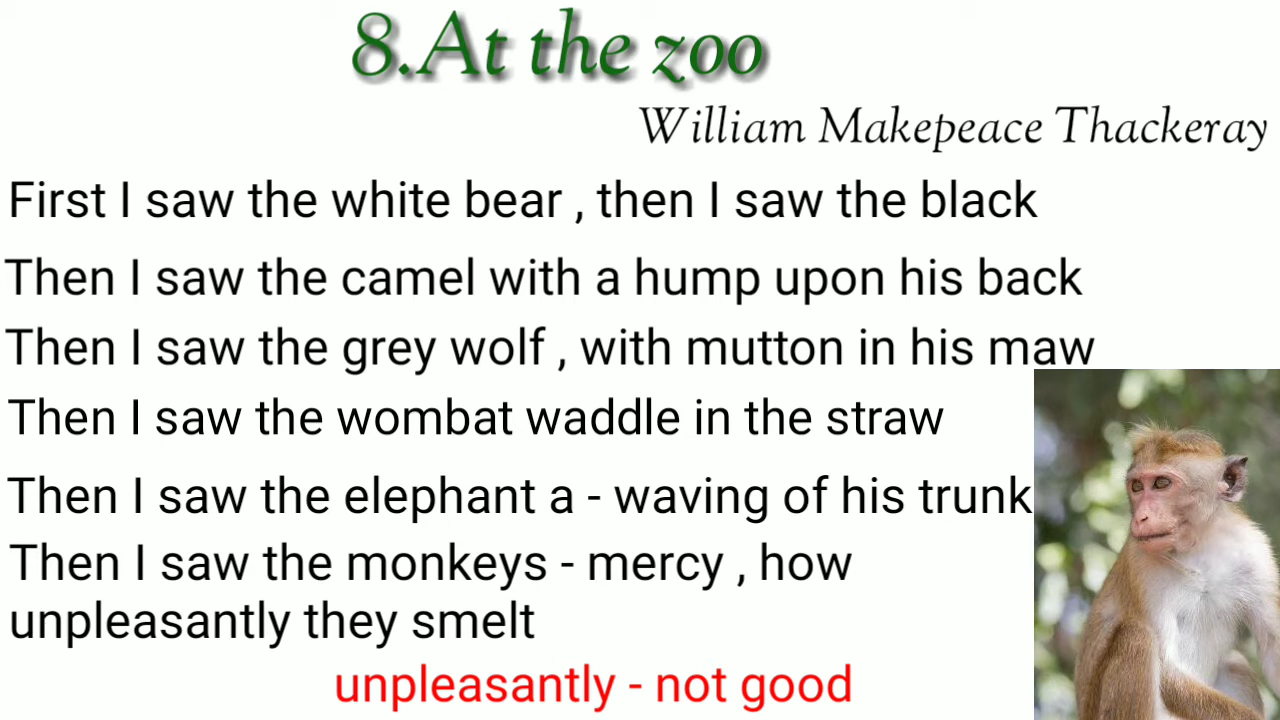 8.At the zoo
William Makepeace Thackeray
First I saw the white bear , then I saw the black
Then I saw the camel with a hump upon his back
Then I saw the grey wolf , with mutton in his maw
Then I saw the wombat waddle in the straw
Then I saw the elephant a - waving of his trunk
Then I saw the monkeys - mercy , how
unpleasantly they smelt
unpleasantly - not good